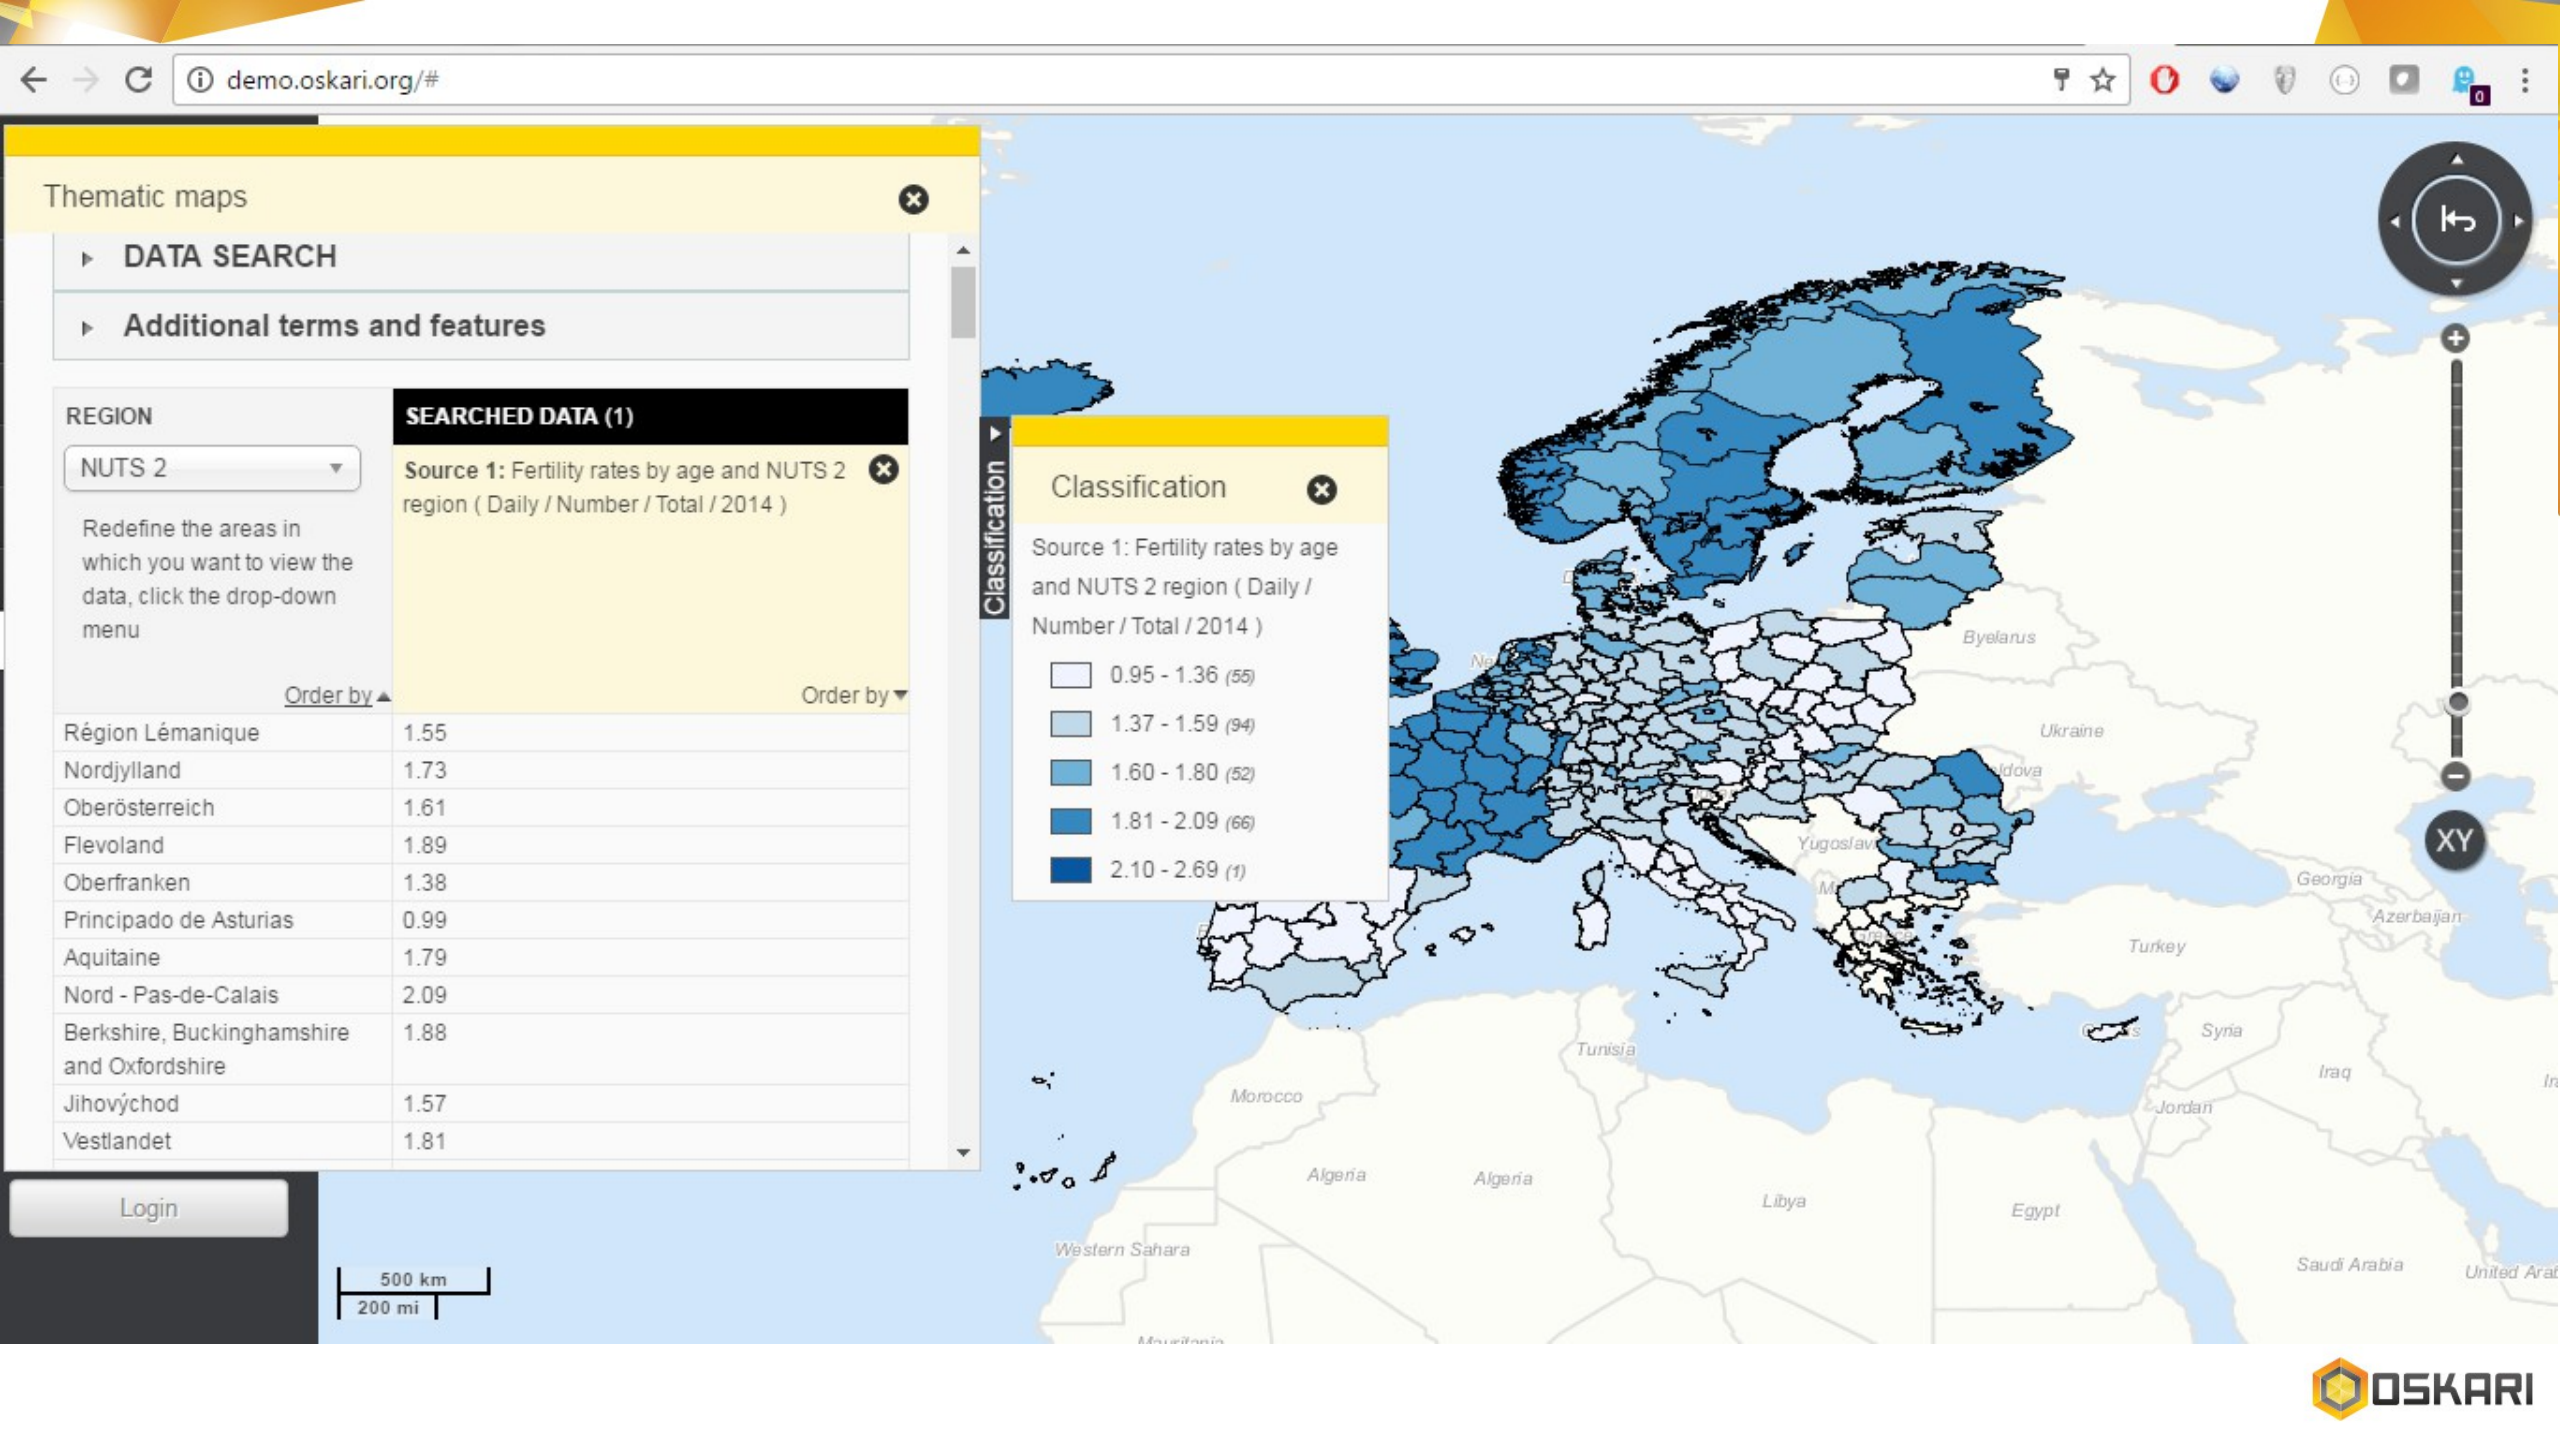 demo.oskari.org/#
0
Thematic maps
DATA SEARCH
Additional terms and features
REGION
SEARCHED DATA (1)
NUTS 2
Source 1: Fertility rates by age and NUTS 2
region ( Daily / Number / Total / 2014 )
Redefine the areas in
which you want to view the
data, click the drop-down
menu
Order by
Order by
Région Lémanique 1.55
Nordjylland 1.73
Oberösterreich 1.61
Flevoland 1.89
Oberfranken 1.38
Principado de Asturias 0.99
Aquitaine 1.79
Nord - Pas-de-Calais 2.09
Berkshire, Buckinghamshire 1.88
and Oxfordshire
Jihovýchod 1.57
Vestlandet 1.81
Login
500 km
200 mi
Classification
Classification
Source 1: Fertility rates by age
and NUTS 2 region ( Daily /
Number / Total / 2014 )
0.95 - 1.36 (55)
1.37 - 1.59 (94)
1.60 - 1.80 (52)
1.81 - 2.09 (66)
2.10 - 2.69 (1)
XY
Byelarus
Ukraine
Georgia
Azerbaijan
Turkey
Syria
Iraq
Jordan
Tunisia
Morocco
Algeria
Algeria
Libya
Egypt
Western Sahara
Saudi Arabia
OSKARI